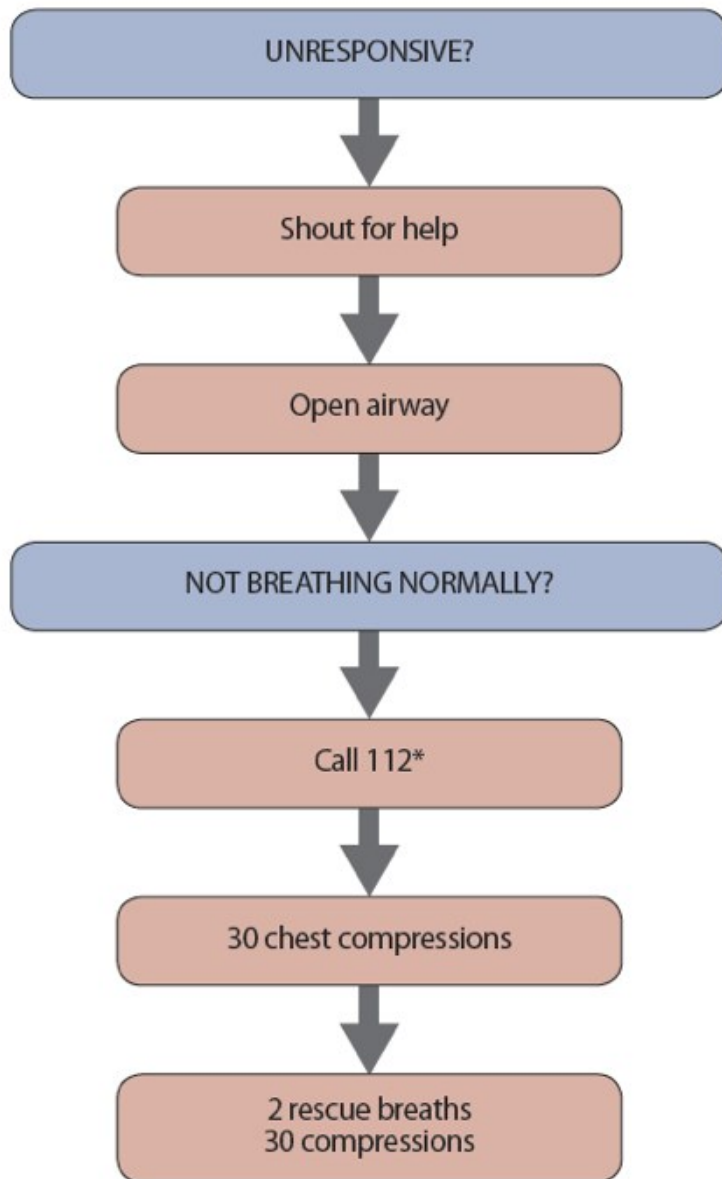 UNRESPONSIVE?
Shout for help
Open airway
NOT BREATHING NORMALLY?
Call 112*
30 chest compressions
2 rescue breaths
30 compressions